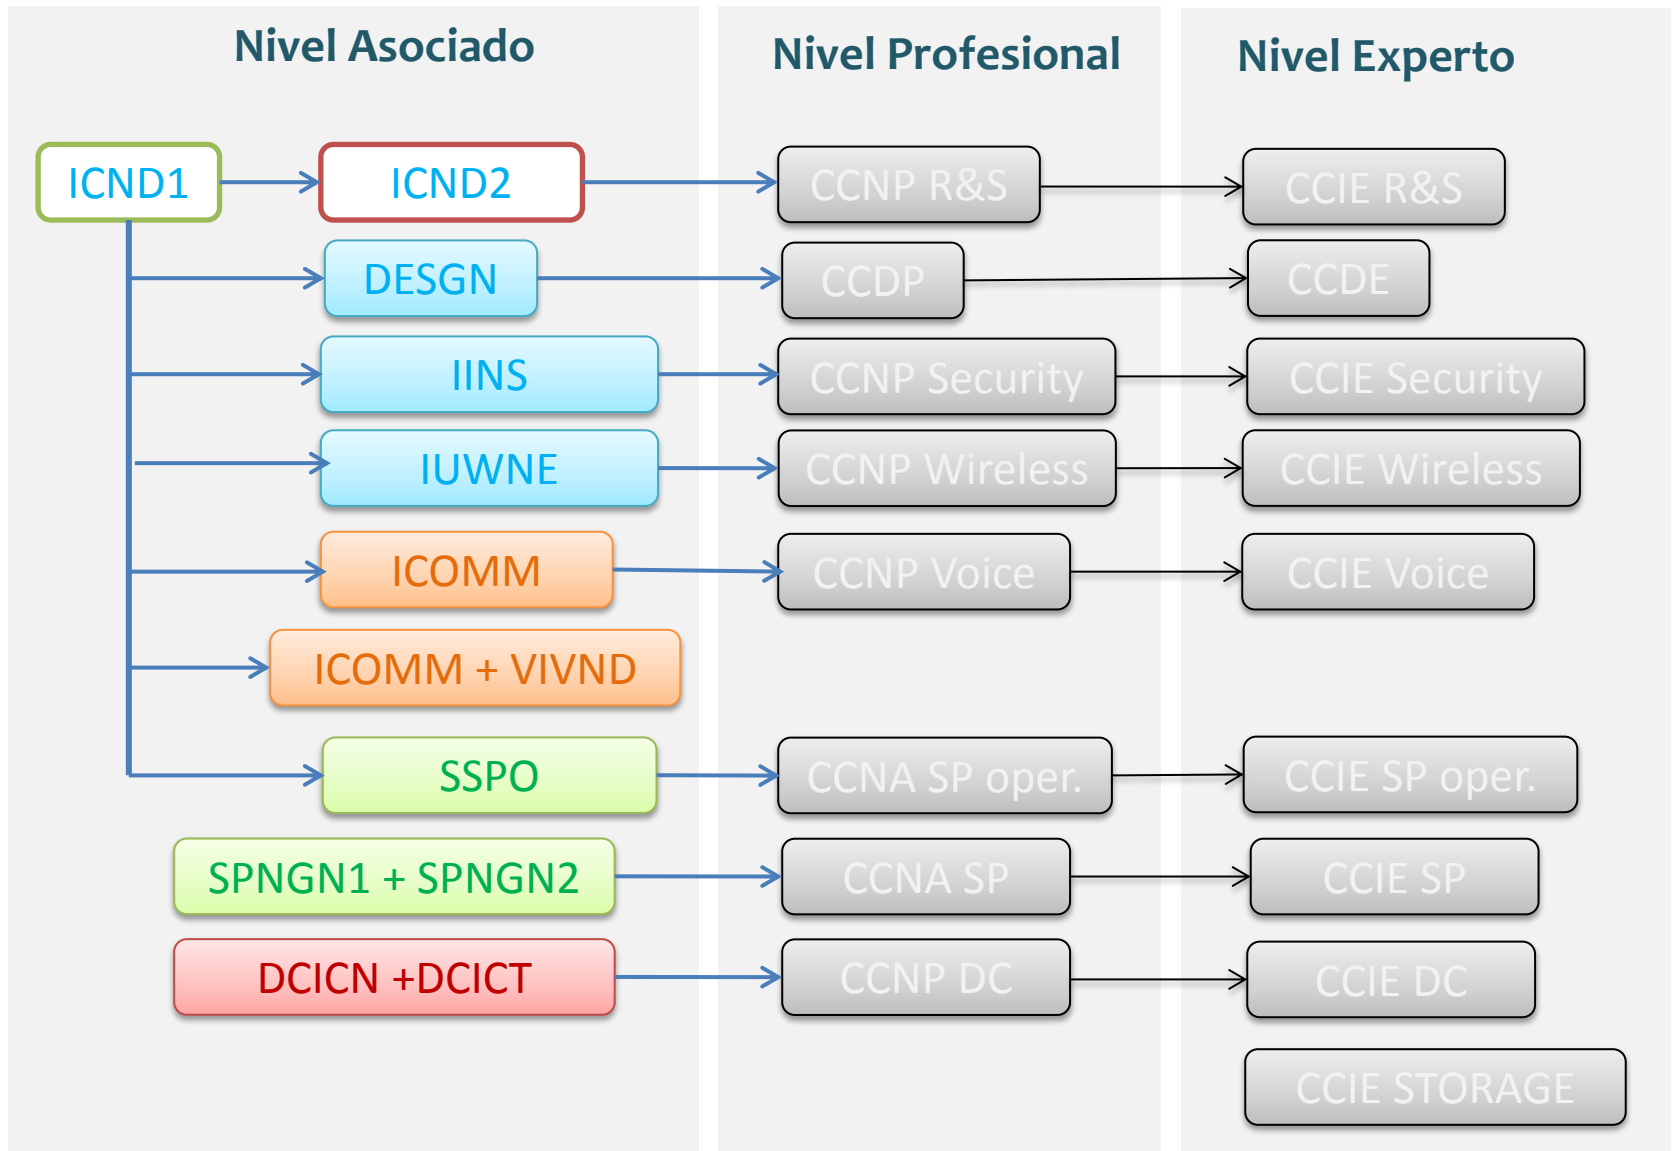 Nivel Asociado
Nivel Profesional
Nivel Experto
ICND1
ICND2
CCNP R&S
CCIE R&S
DESGN
CCDP
CCDE
IINS
CCNP Security
CCIE Security
IUWNE
CCNP Wireless
CCIE Wireless
ICOMM
CCNP Voice
CCIE Voice
ICOMM + VIVND
SSPO
CCNA SP oper.
CCIE SP oper.
SPNGN1 + SPNGN2
CCNA SP
CCIE SP
DCICN +DCICT
CCNP DC
CCIE DC
CCIE STORAGE